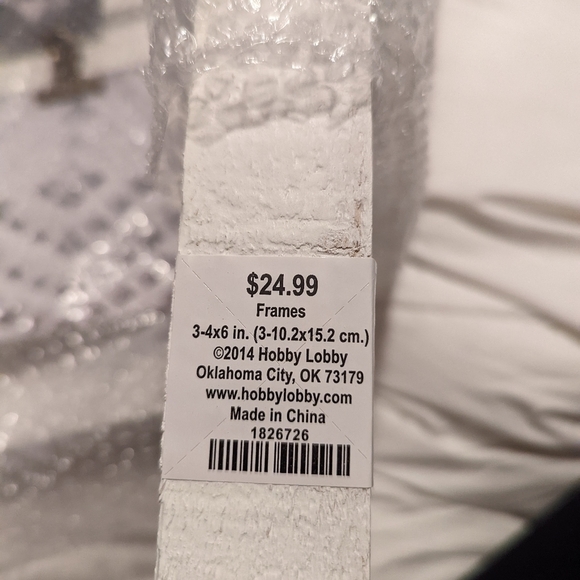 $24.99
Frames
3-4x6 in. (3-10.2x15.2 cm.)
©2014 Hobby Lobby
Oklahoma City, OK 73179
www.hobbylobby.com
Made in China
1826726